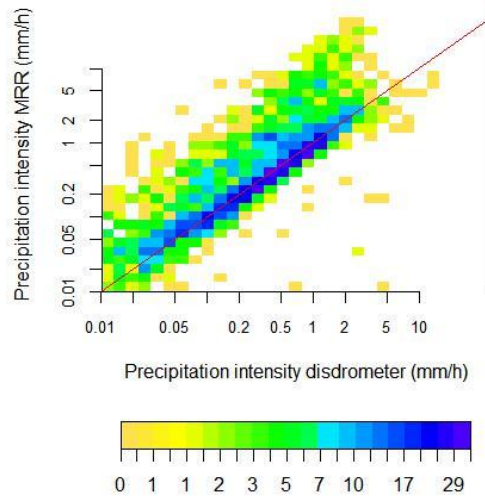 Precipitation intensity MRR (mm/h)
5
2
1
0.2
0.05
0.01
0.01 0.05 0.2 0.5 1 2 5 10
Precipitation intensity disdrometer (mm/h)
0 1 1 2 3 5 7 10 17 29